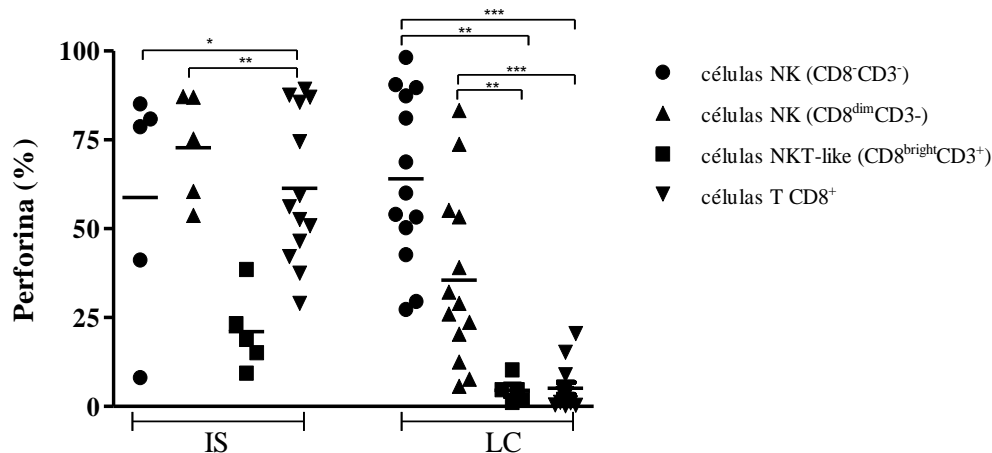 ***
*
**
**
***
**
100
75
50
25
0
Perforina (%)
IS
LC
células NK (CD8⁻CD3⁻)
células NK (CD8ᵈⁱᵐCD3-)
células NKT-like (CD8ᵇʳⁱᵍʰᵗCD3⁺)
células T CD8⁺